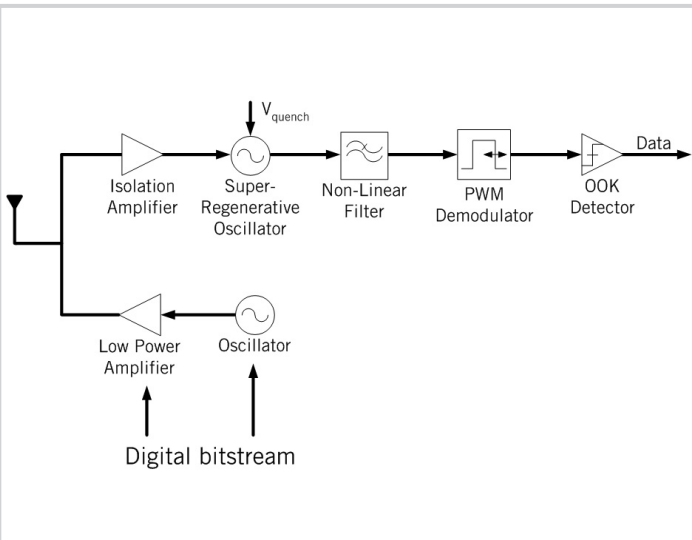 V quench
Isolation
Amplifier
Super-
Regenerative
Oscillator
Non-Linear
Filter
PWM
Demodulator
OOK
Detector
Data
Low Power
Amplifier
Oscillator
Digital bitstream